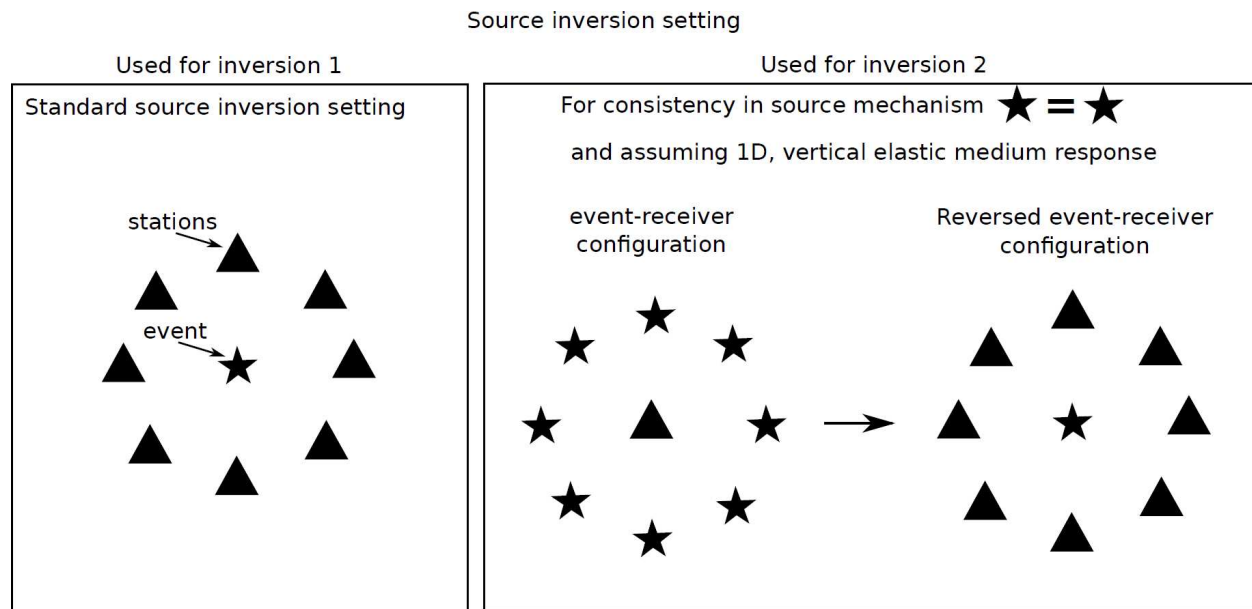 Source inversion setting
Used for inversion 1
Used for inversion 2
Standard source inversion setting
stations
event
For consistency in source mechanism ★ = ★
and assuming 1D, vertical elastic medium response
event-receiver
configuration
Reversed event-receiver
configuration